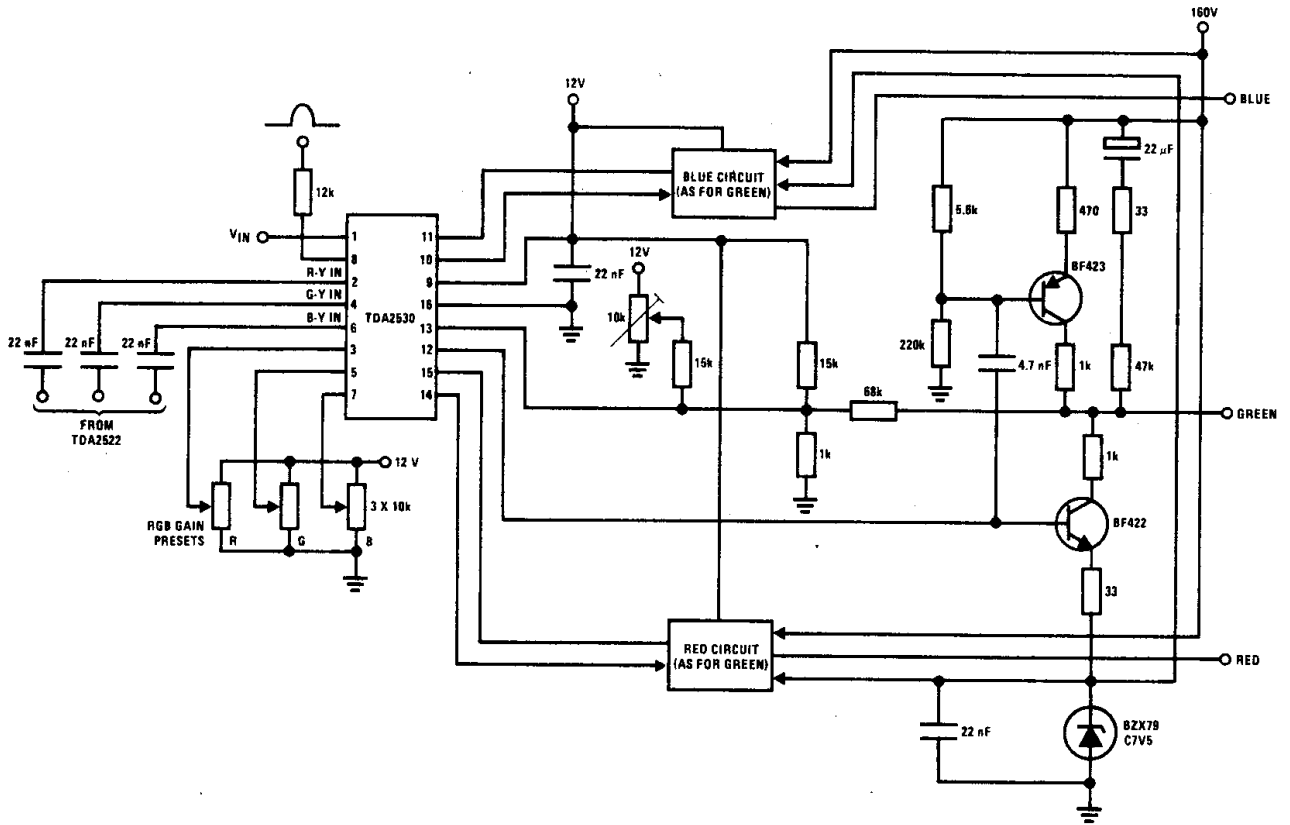 160V
12V
BLUE
22 µF
BLUE CIRCUIT
(AS FOR GREEN)
12k
5.6k
470
33
VIN
1
11
8
10
R-Y IN
2
9
G-Y IN
4
16
B-Y IN
6
13
3
12
5
15
7
14
TDA2530
22 nF
12V
10k
BF423
22 nF
22 nF
22 nF
15k
15k
220k
4.7 nF
1k
47k
68k
GREEN
FROM
TDA2522
1k
1k
12 V
3 X 10k
RGB GAIN
PRESETS
R
G
B
BF422
33
RED CIRCUIT
(AS FOR GREEN)
RED
22 nF
BZX79
C7V5